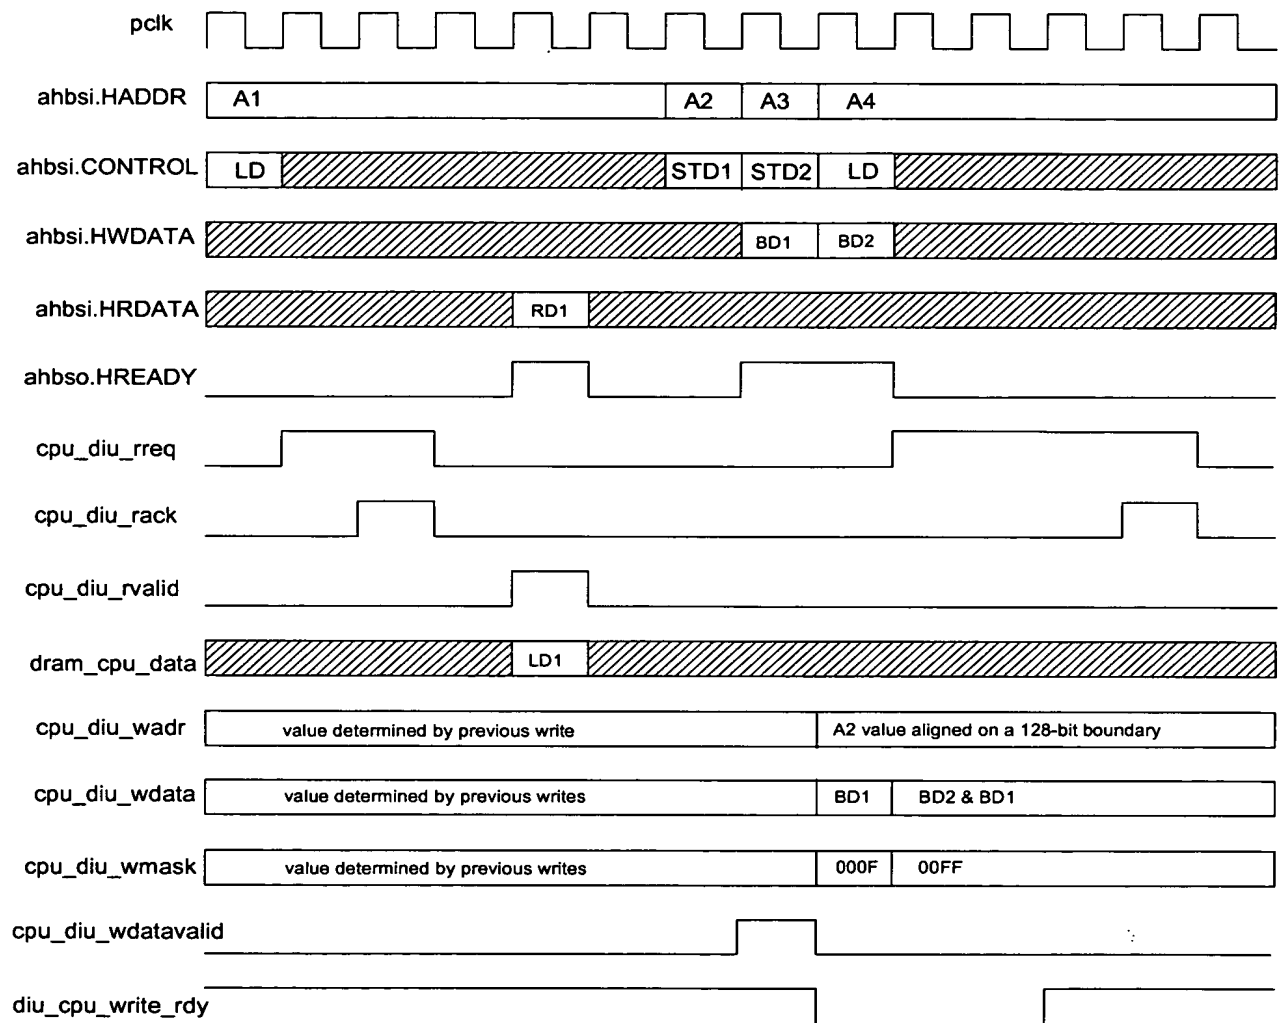 pclk
ahbsi.HADDR A1 A2 A3 A4
ahbsi.CONTROL LD STD1 STD2 LD
ahbsi.HWDATA BD1 BD2
ahbsi.HRDATA RD1
ahbso.HREADY
cpu_diu_rreq
cpu_diu_rack
cpu_diu_rvalid
dram_cpu_data LD1
cpu_diu_wadr value determined by previous write A2 value aligned on a 128-bit boundary
cpu_diu_wdata value determined by previous writes BD1 BD2 & BD1
cpu_diu_wmask value determined by previous writes 000F 00FF
cpu_diu_wdatavalid
diu_cpu_write_rdy